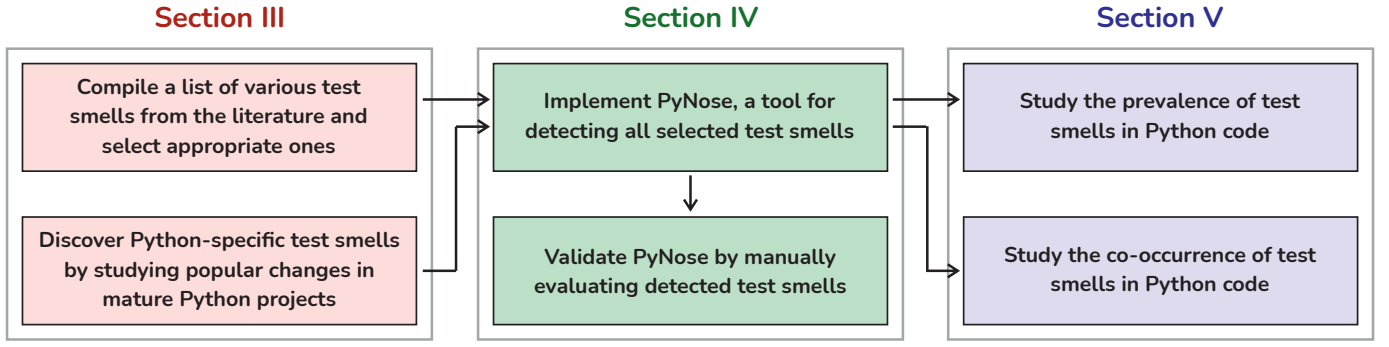 Section III
Compile a list of various test
smells from the literature and
select appropriate ones
Discover Python-specific test smells
by studying popular changes in
mature Python projects
Section IV
Implement PyNose, a tool for
detecting all selected test smells
Validate PyNose by manually
evaluating detected test smells
Section V
Study the prevalence of test
smells in Python code
Study the co-occurrence of test
smells in Python code